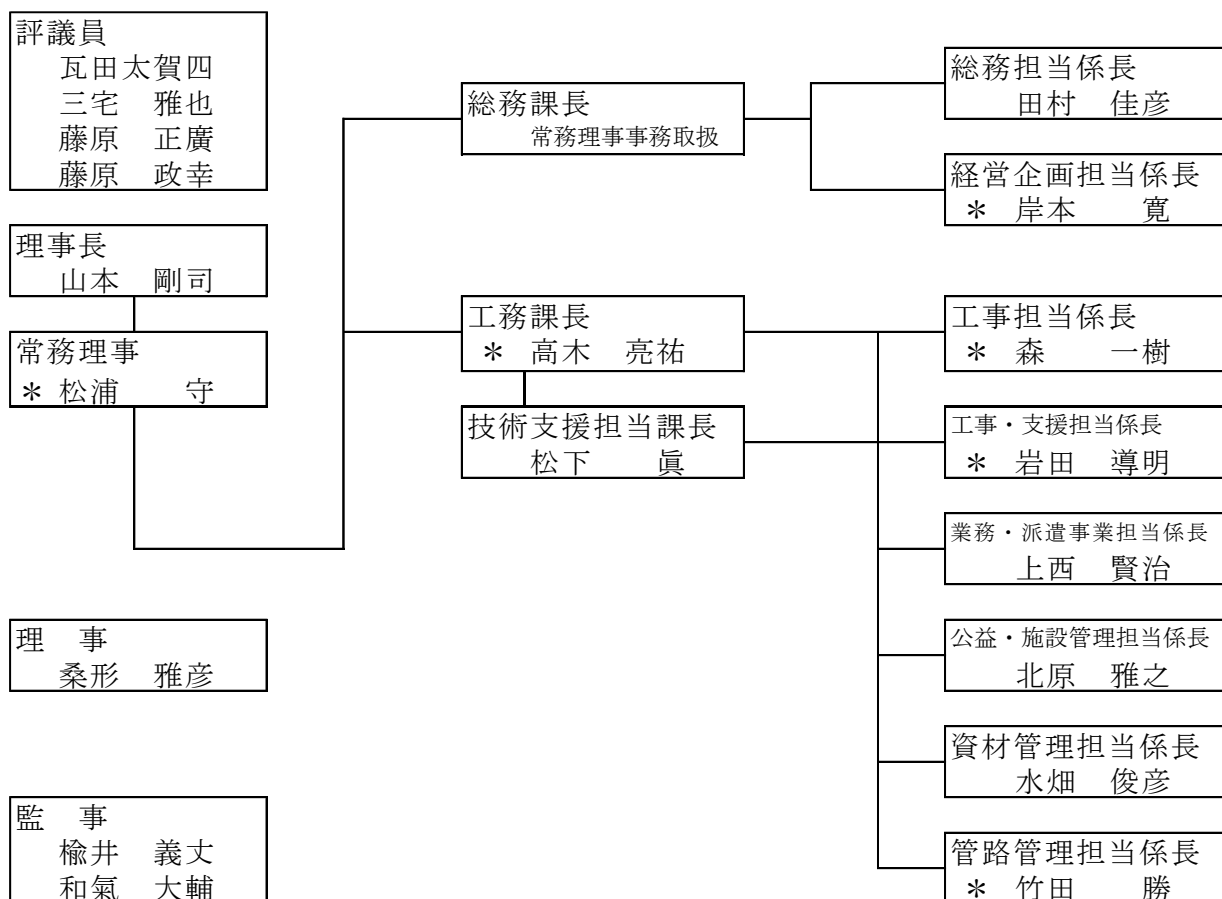 評議員
瓦田太賀四
三宅　雅也
藤原　正廣
藤原　政幸
理事長
山本　剛司
常務理事
＊ 松浦　　守
理　事
桑形　雅彦
監　事
楡井　義丈
和氣　大輔
総務課長
常務理事事務取扱
工務課長
＊　高木　亮祐
技術支援担当課長
松下　　眞
総務担当係長
田村　佳彦
経営企画担当係長
＊　岸本　　寛
工事担当係長
＊　森　　一樹
工事・支援担当係長
＊　岩田　導明
業務・派遣事業担当係長
上西　賢治
公益・施設管理担当係長
北原　雅之
資材管理担当係長
水畑　俊彦
管路管理担当係長
＊　竹田　　勝